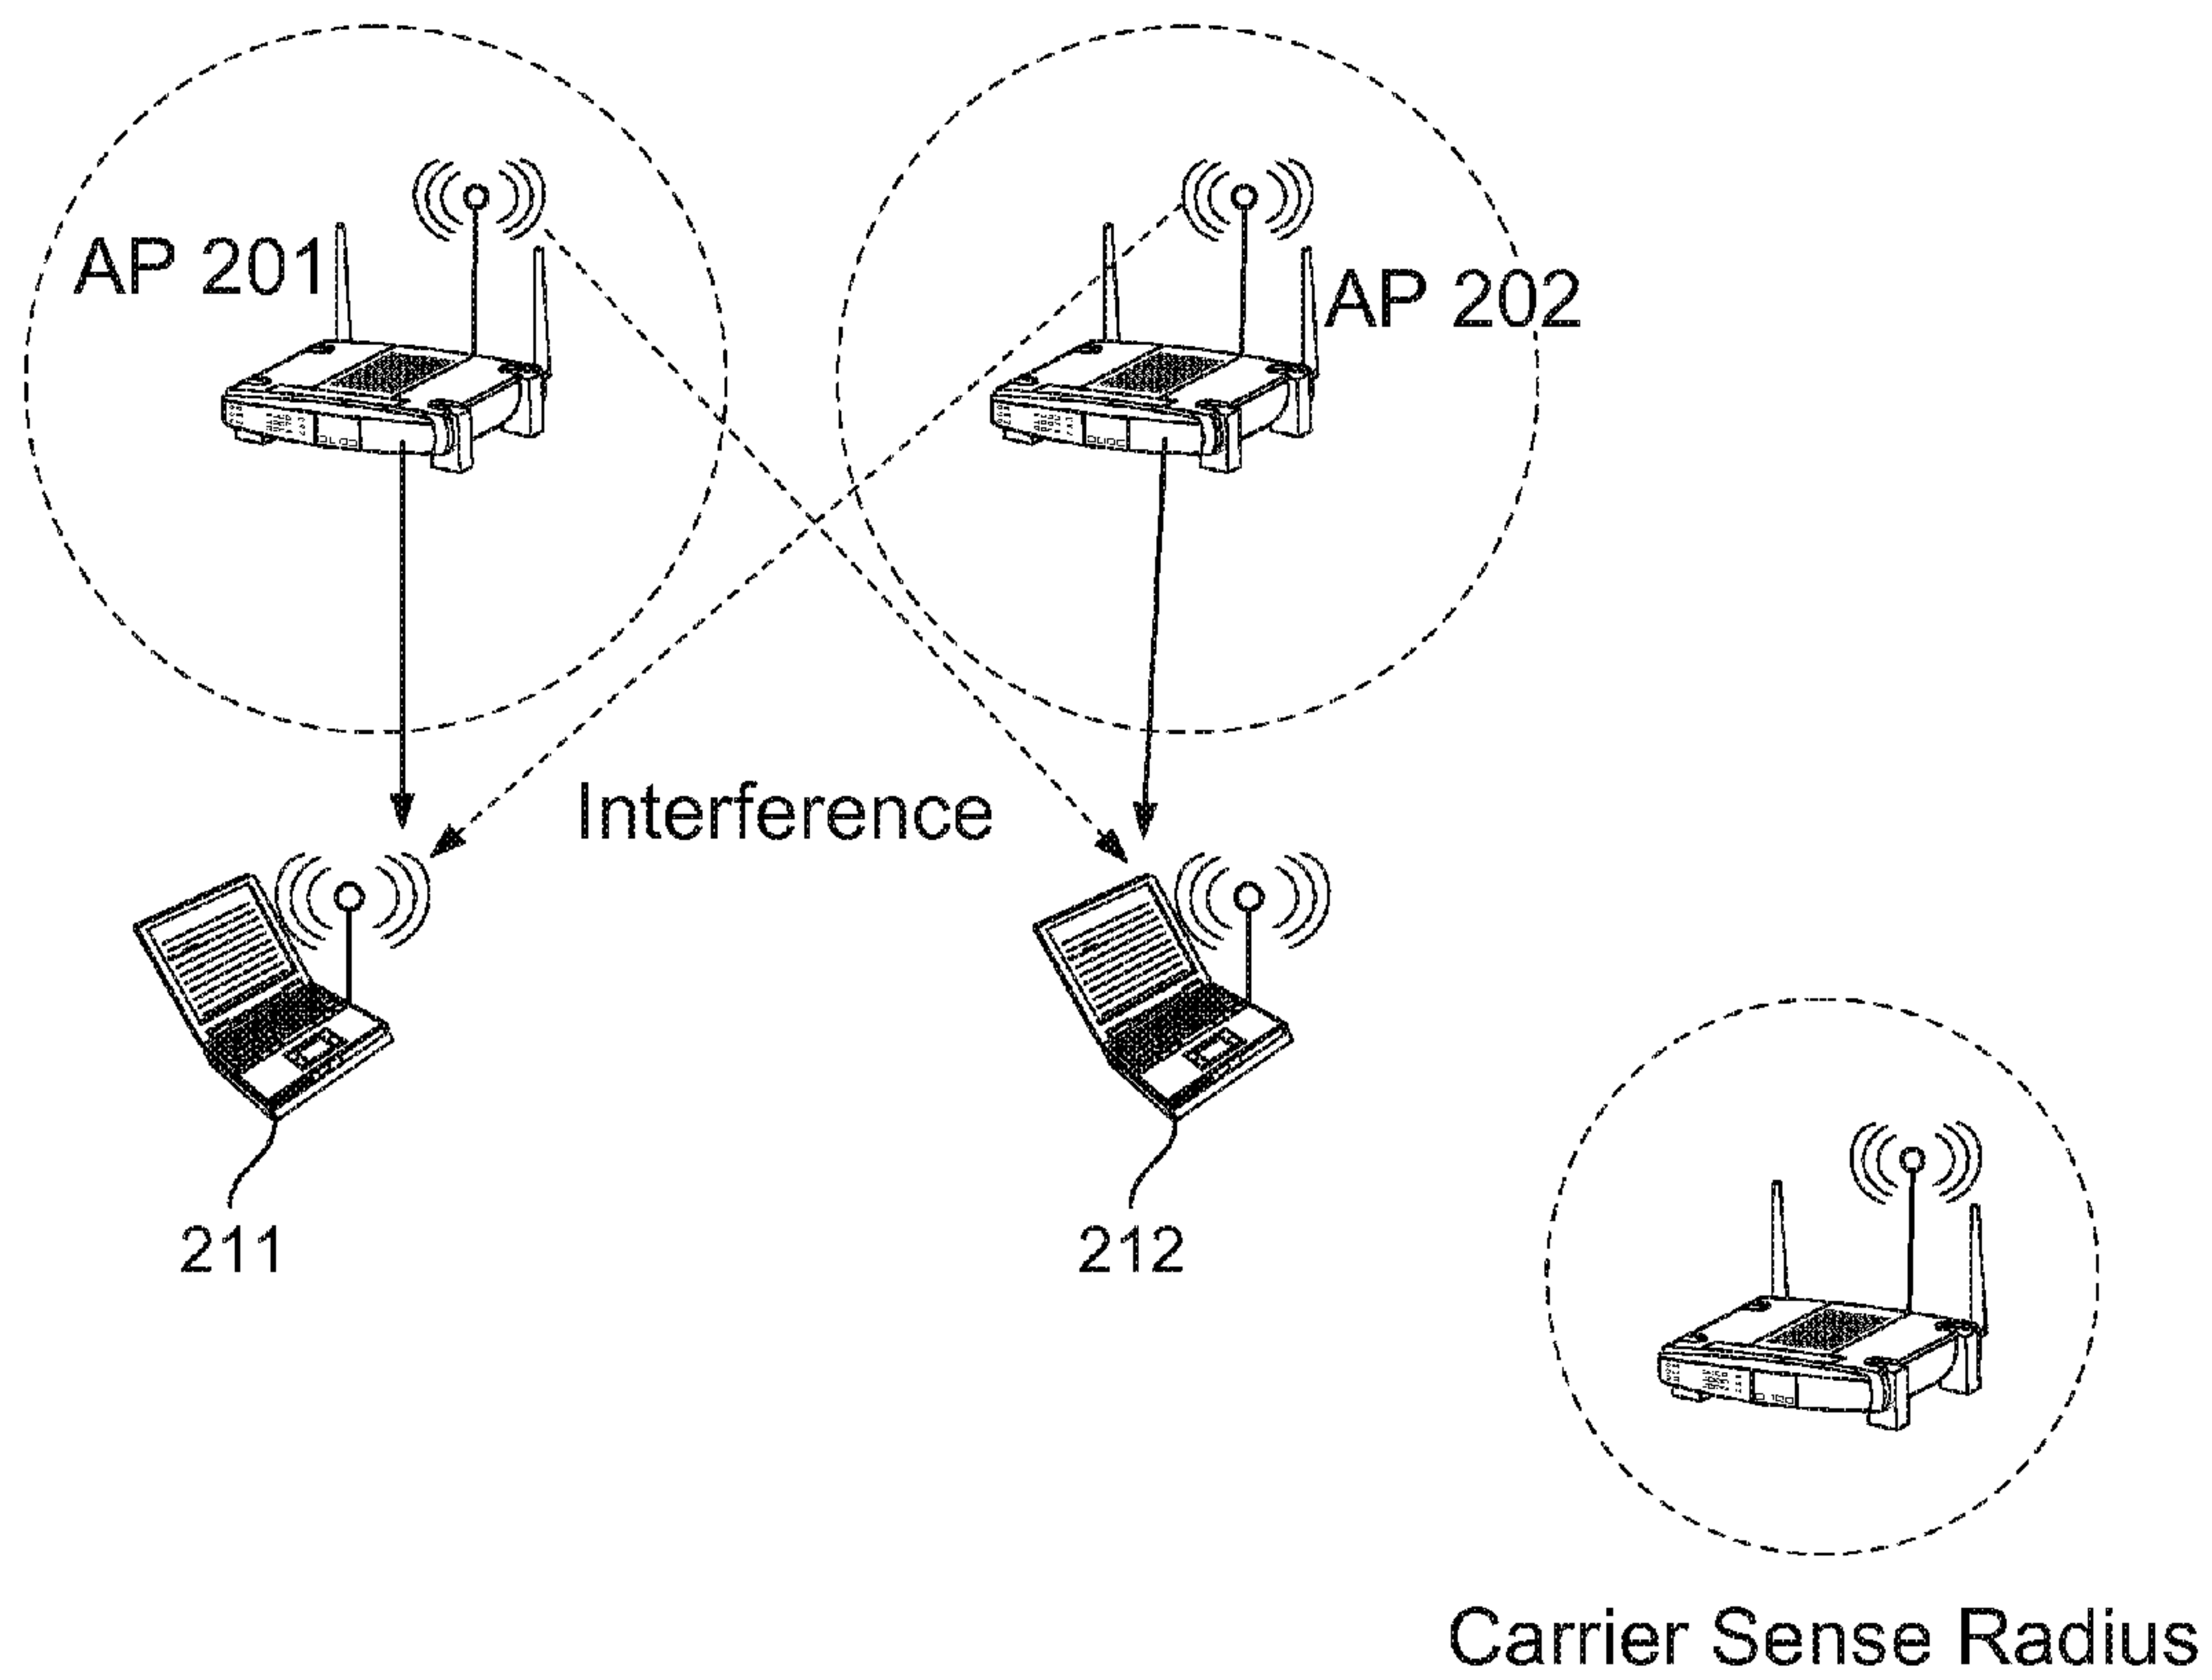 AP 201
AP 202
Interference
211
212
Carrier Sense Radius